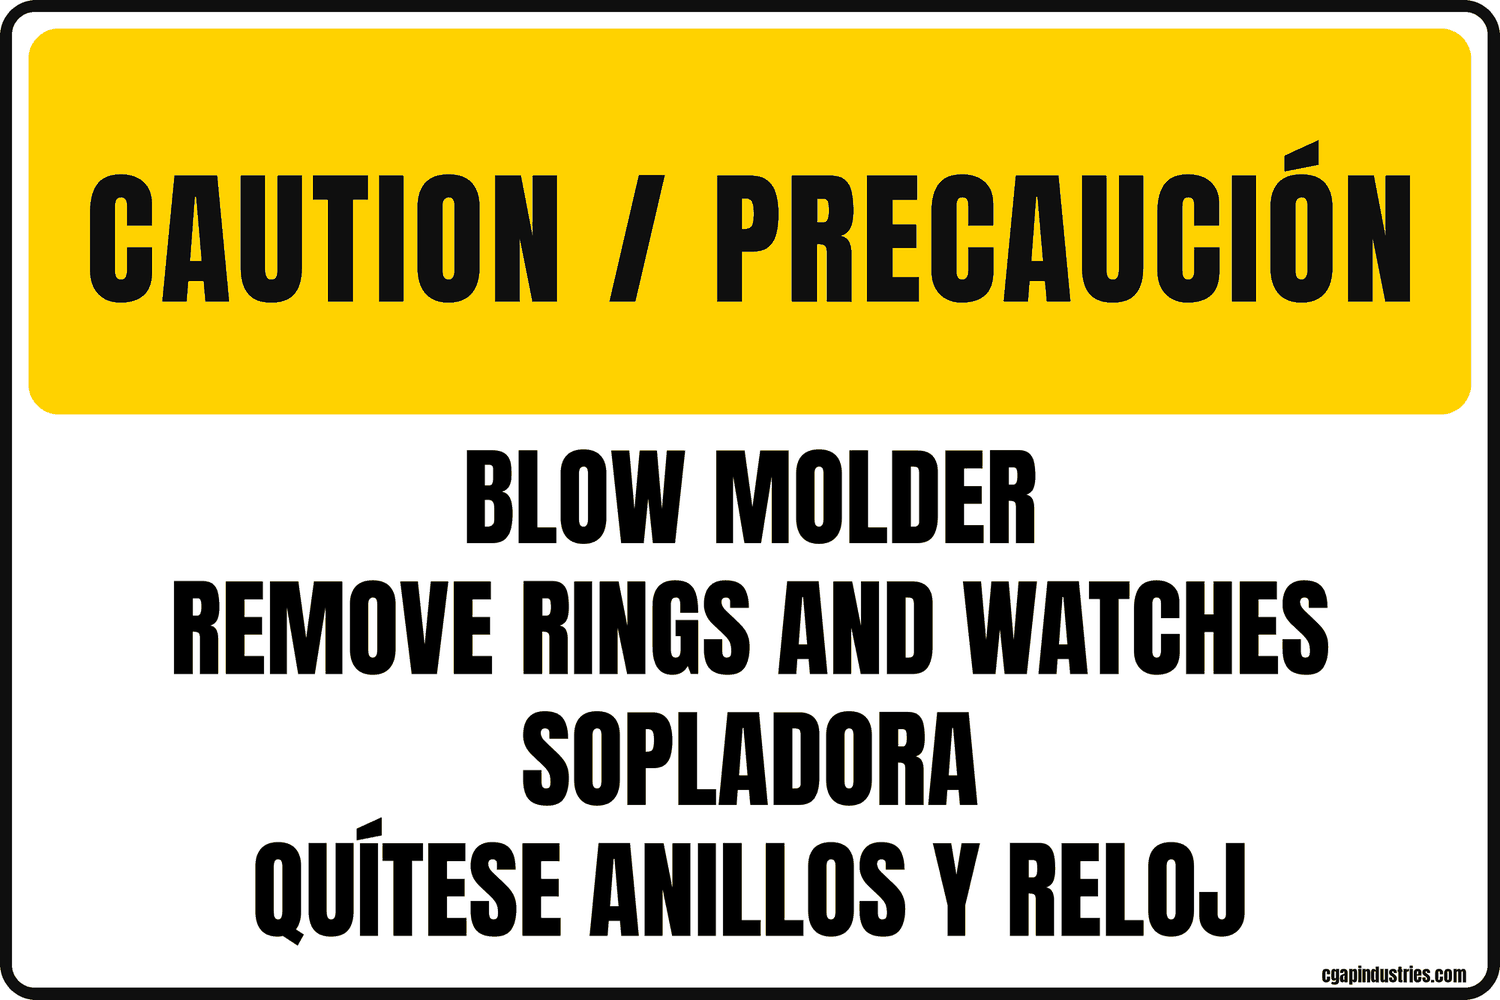 CAUTION / PRECAUCIÓN
BLOW MOLDER
REMOVE RINGS AND WATCHES
SOPLADORA
QUÍTESE ANILLOS Y RELOJ
cgapindustries.com